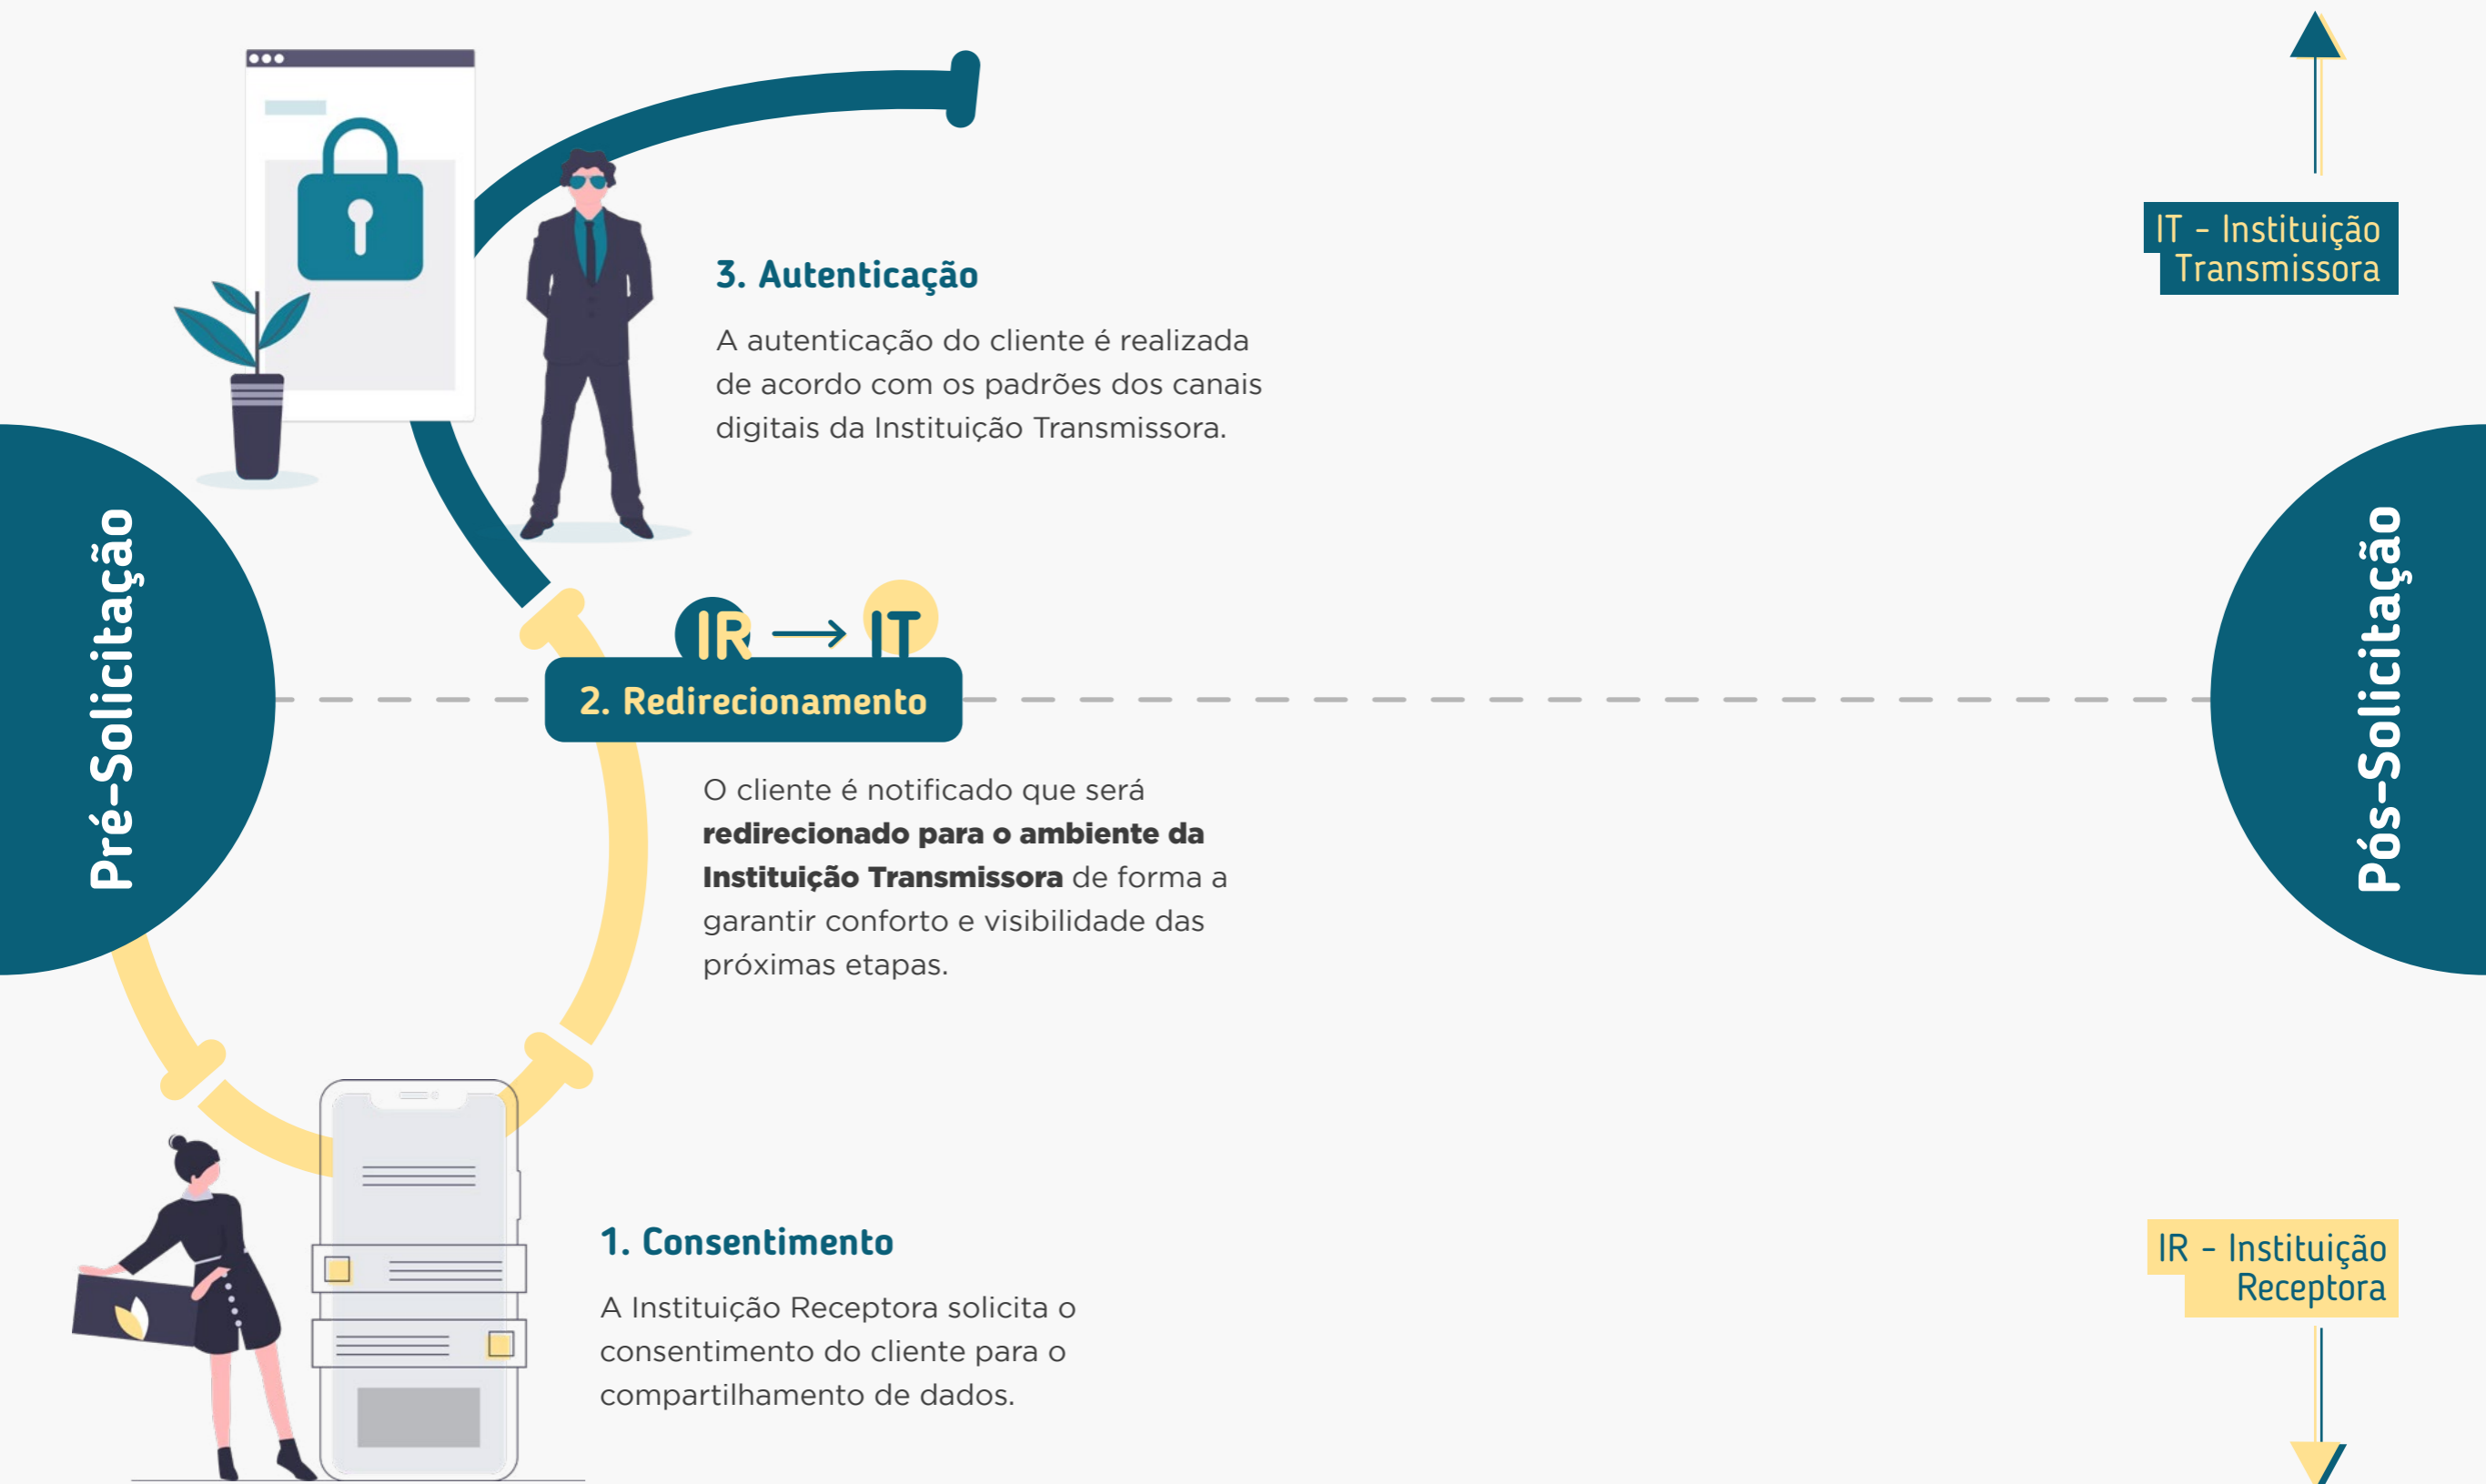 IT - Instituição
Transmissora
3. Autenticação
A autenticação do cliente é realizada
de acordo com os padrões dos canais
digitais da Instituição Transmissora.
Pré-Solicitação
Pós-Solicitação
IR → IT
2. Redirecionamento
O cliente é notificado que será
redirecionado para o ambiente da
Instituição Transmissora de forma a
garantir conforto e visibilidade das
próximas etapas.
1. Consentimento
A Instituição Receptora solicita o
consentimento do cliente para o
compartilhamento de dados.
IR - Instituição
Receptora